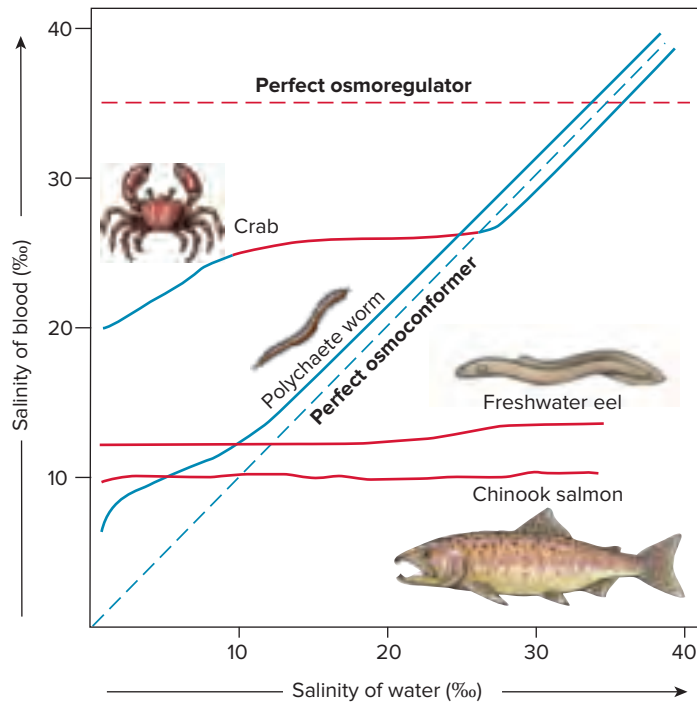 40
Perfect osmoregulator
30
Crab
20
Polychaete worm
Perfect osmoconformer
Freshwater eel
10
Chinook salmon
10
20
30
40
Salinity of blood (‰)
Salinity of water (‰)